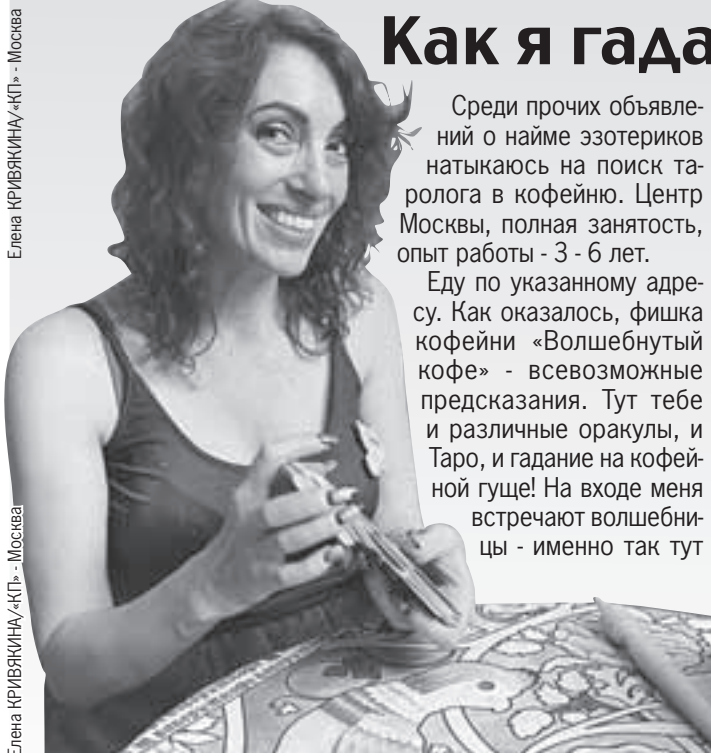 Елена КРИВЯКИНА/«КП» - Москва
Как я гада
Среди прочих объявле-
ний о найме эзотериков
натыкаюсь на поиск та-
ролога в кофейню. Центр
Москвы, полная занятость,
опыт работы - 3 - 6 лет.
Еду по указанному адре-
су. Как оказалось, фишка
кофейни «Волшебнутый
кофе» - всевозможные
предсказания. Тут тебе
и различные оракулы, и
Таро, и гадание на кофей-
ной гуще! На входе меня
встречают волшебни-
цы - именно так тут
Елена КРИВЯКИНА/«КП» - Москва